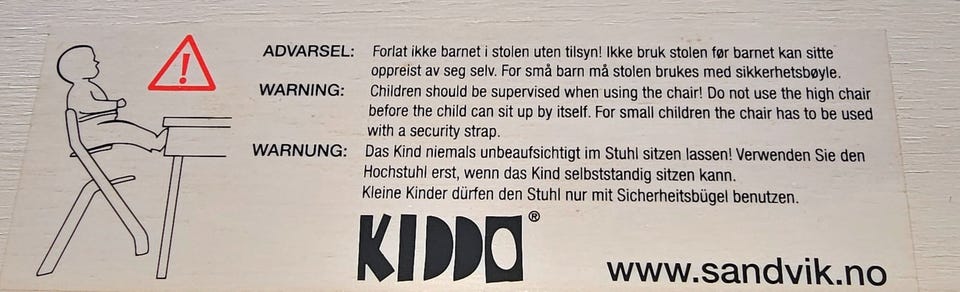 ADVARSEL: Forlat ikke barnet i stolen uten tilsyn! Ikke bruk stolen før barnet kan sitte
oppreist av seg selv. For små barn må stolen brukes med sikkerhetsbøyle.
WARNING: Children should be supervised when using the chair! Do not use the high chair
before the child can sit up by itself. For small children the chair has to be used
with a security strap.
WARNUNG: Das Kind niemals unbeaufsichtigt im Stuhl sitzen lassen! Verwenden Sie den
Hochstuhl erst, wenn das Kind selbststandig sitzen kann.
Kleine Kinder dürfen den Stuhl nur mit Sicherheitsbügel benutzen.
KIDDO®
www.sandvik.no